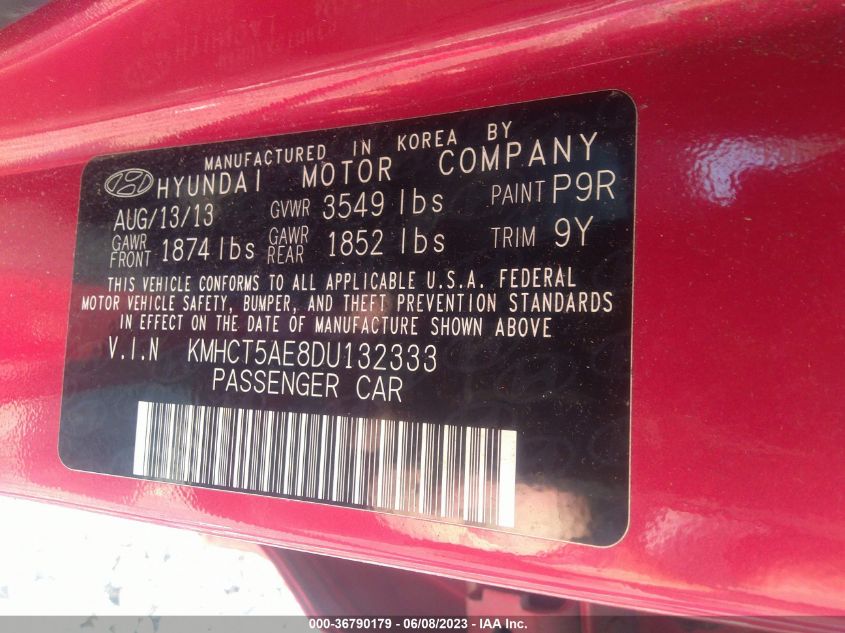 MANUFACTURED IN KOREA BY
HYUNDAI MOTOR COMPANY
AUG/13/13 GVWR 3549 lbs PAINT P9R
GAWR FRONT 1874 lbs GAWR REAR 1852 lbs TRIM 9Y
THIS VEHICLE CONFORMS TO ALL APPLICABLE U.S.A. FEDERAL
MOTOR VEHICLE SAFETY, BUMPER, AND THEFT PREVENTION STANDARDS
IN EFFECT ON THE DATE OF MANUFACTURE SHOWN ABOVE
V.I.N KMHCT5AE8DU132333
PASSENGER CAR
000-36790179 - 06/08/2023 - IAA Inc.